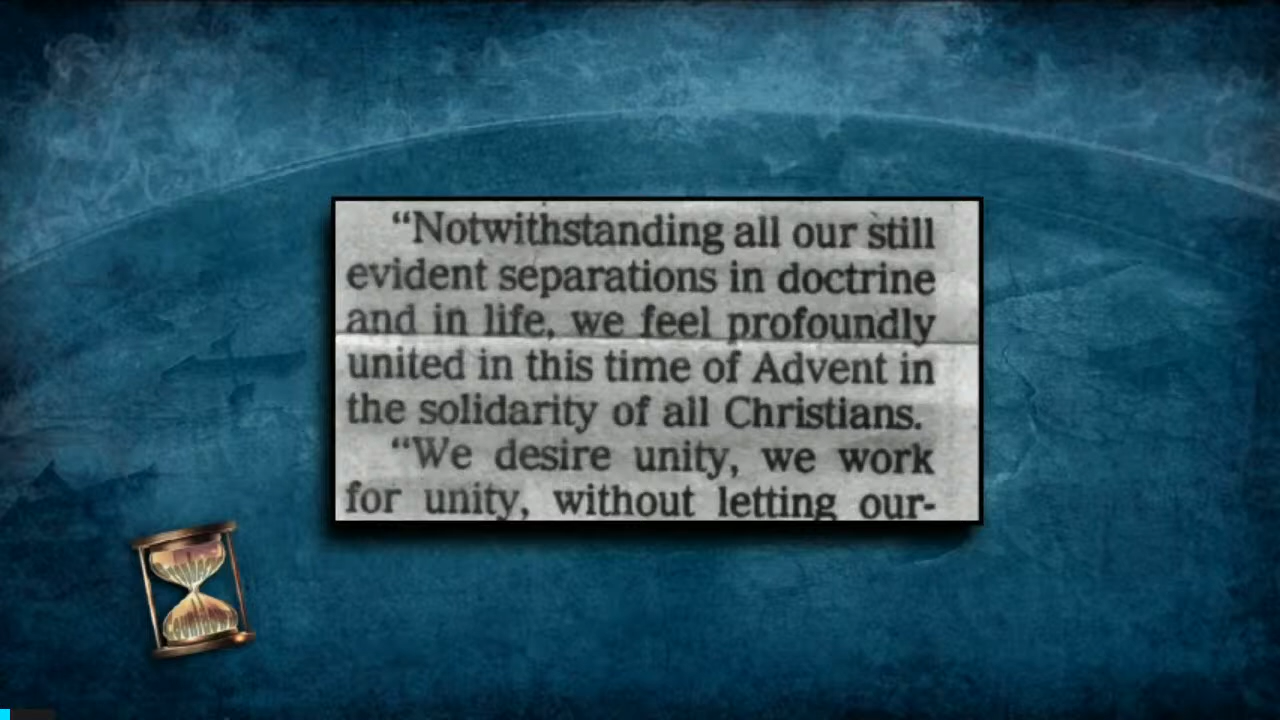 “Notwithstanding all our still
evident separations in doctrine
and in life, we feel profoundly
united in this time of Advent in
the solidarity of all Christians.
“We desire unity, we work
for unity, without letting our-